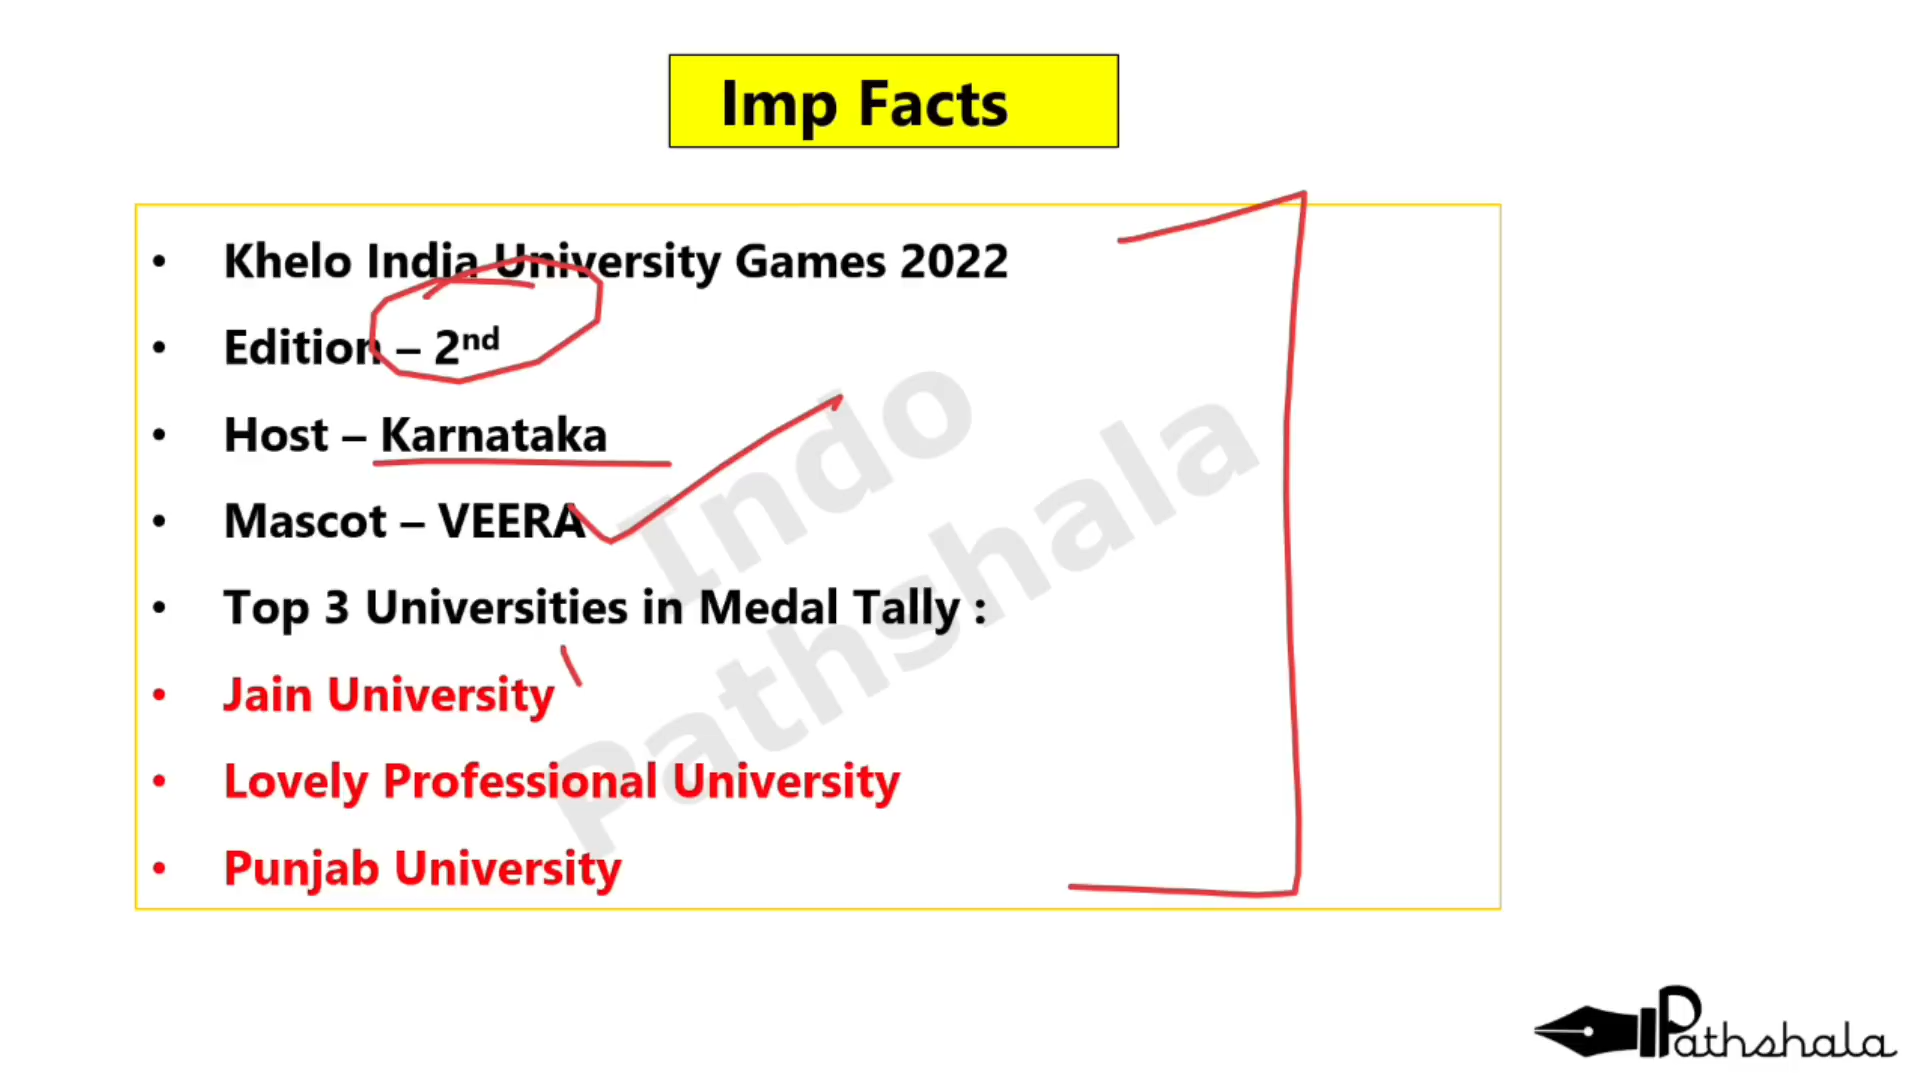 Imp Facts
• Khelo India University Games 2022
• Edition – 2nd
• Host – Karnataka
• Mascot – VEERA
• Top 3 Universities in Medal Tally :
• Jain University
• Lovely Professional University
• Punjab University
Indo
Pathshala
Pathshala